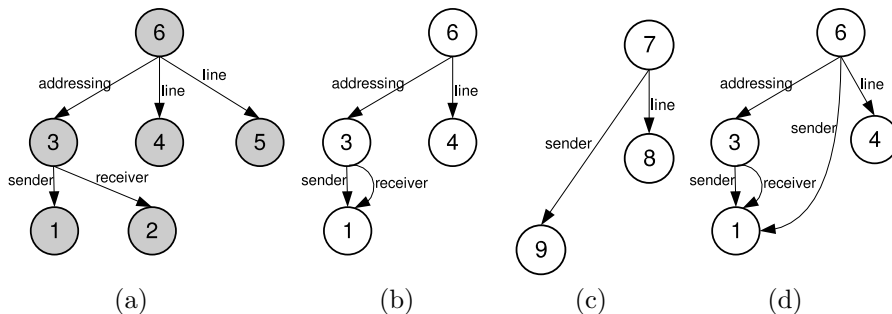 6
addressing
line
line
3
4
5
sender
receiver
1
2
(a)
6
addressing
line
3
4
sender
receiver
1
(b)
7
line
sender
8
9
(c)
6
addressing
line
sender
3
4
sender
receiver
1
(d)